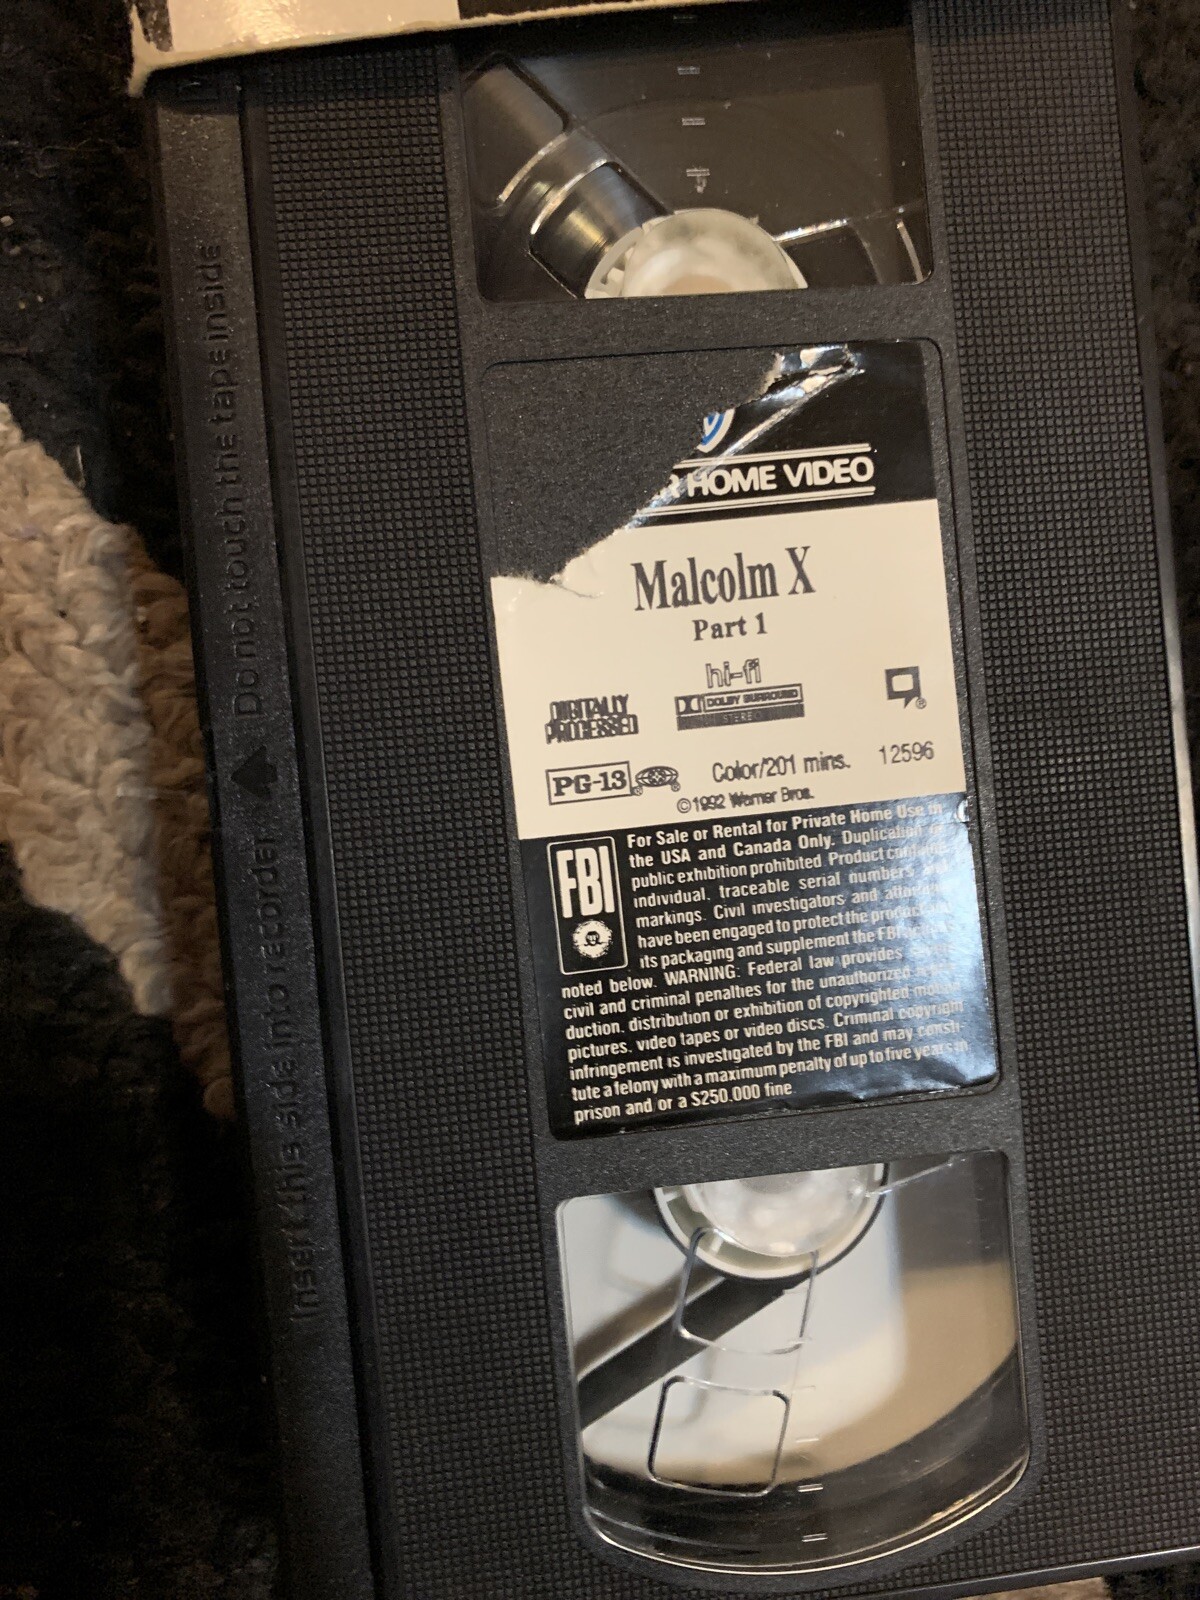 R HOME VIDEO
Malcolm X
Part 1
hi-fi
DIGITALLY
PROCESSED
DOLBY SURROUND
STEREO
PG-13
Color/201 mins.
12596
©1992 Warner Bros.
FBI
For Sale or Rental for Private Home Use in
the USA and Canada Only. Duplication
public exhibition prohibited. Product
individual, traceable serial numbers
markings. Civil investigators and
have been engaged to protect the
its packaging and supplement the FBI
noted below. WARNING: Federal law provides
civil and criminal penalties for the unauthorized
duction, distribution or exhibition of copyrighted motion
pictures, video tapes or video discs. Criminal copyright
infringement is investigated by the FBI and may consti-
tute a felony with a maximum penalty of up to five years in
prison and or a $250,000 fine.
Insert this side into recorder ▲ Do not touch the tape inside